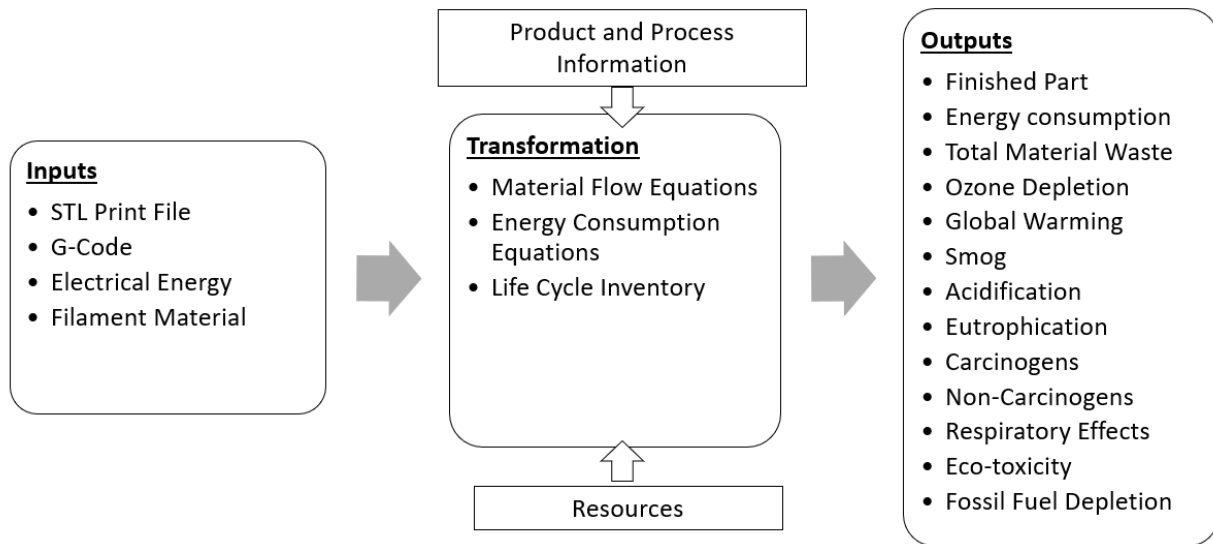 Product and Process
Information
Inputs
• STL Print File
• G-Code
• Electrical Energy
• Filament Material
Transformation
• Material Flow Equations
• Energy Consumption
Equations
• Life Cycle Inventory
Resources
Outputs
• Finished Part
• Energy consumption
• Total Material Waste
• Ozone Depletion
• Global Warming
• Smog
• Acidification
• Eutrophication
• Carcinogens
• Non-Carcinogens
• Respiratory Effects
• Eco-toxicity
• Fossil Fuel Depletion